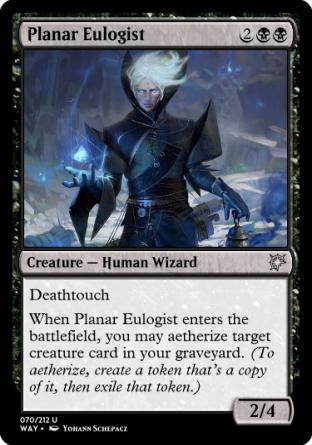 Planar Eulogist 2
Creature — Human Wizard
Deathtouch
When Planar Eulogist enters the
battlefield, you may aetherize target
creature card in your graveyard. (To
aetherize, create a token that's a copy
of it, then exile that token.)
070/212 U
WAY • Yohann Schepacz
2/4